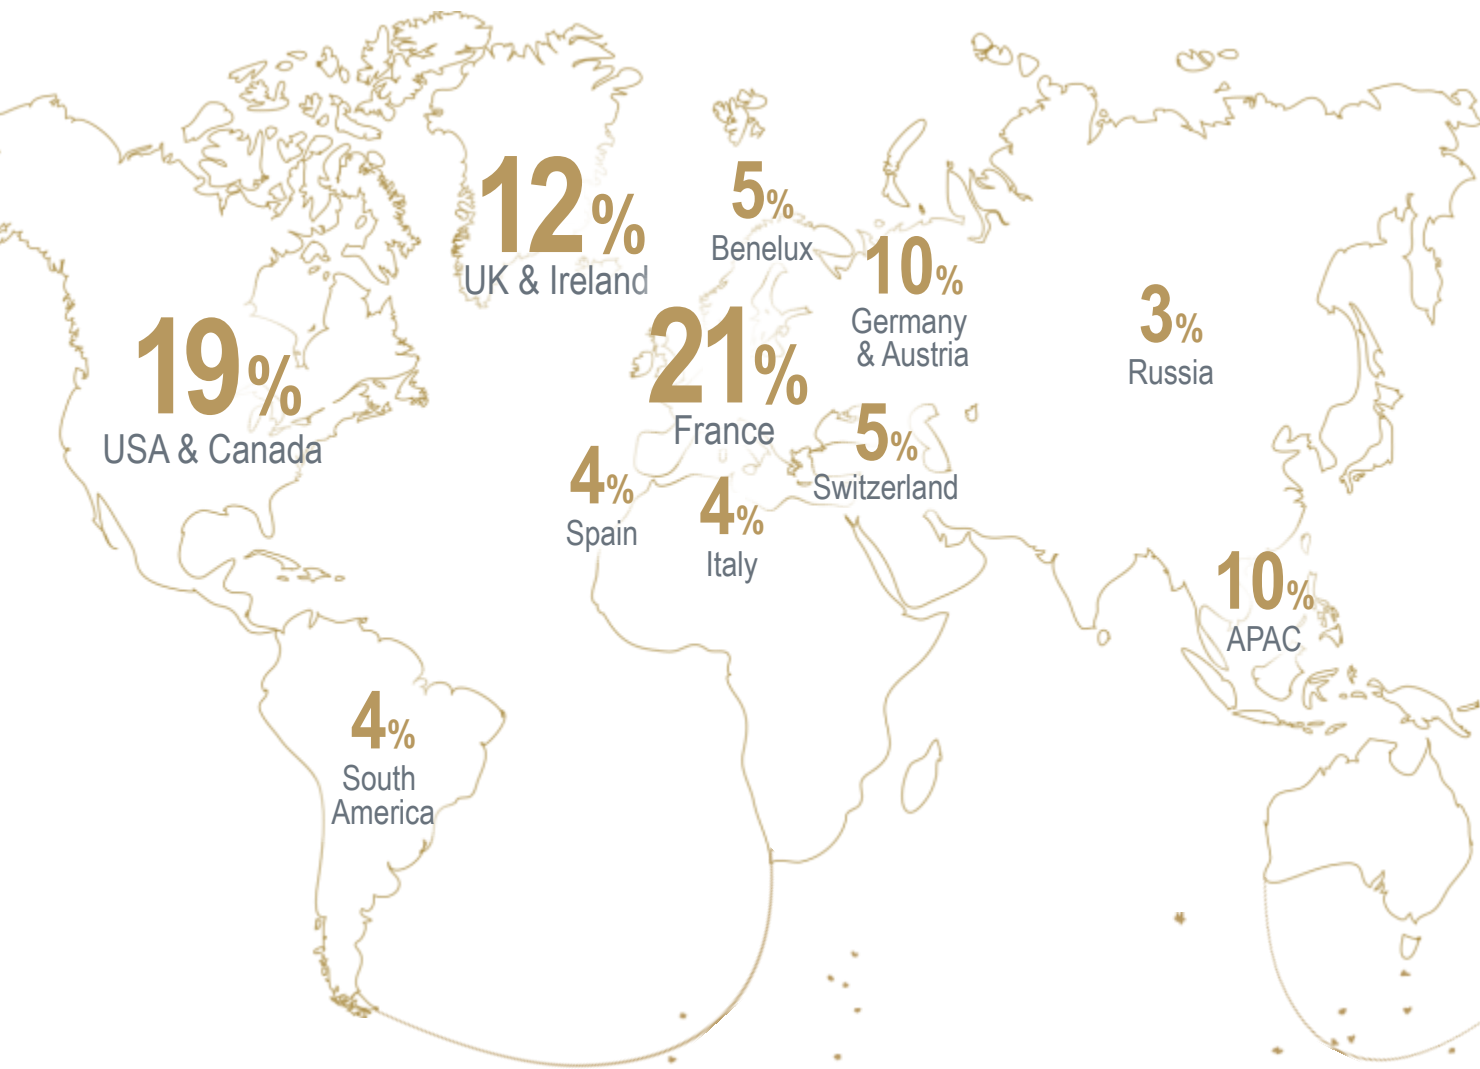 12%
UK & Ireland
5%
Benelux
10%
Germany
& Austria
3%
Russia
19%
USA & Canada
21%
France
5%
Switzerland
4%
Spain
4%
Italy
10%
APAC
4%
South
America